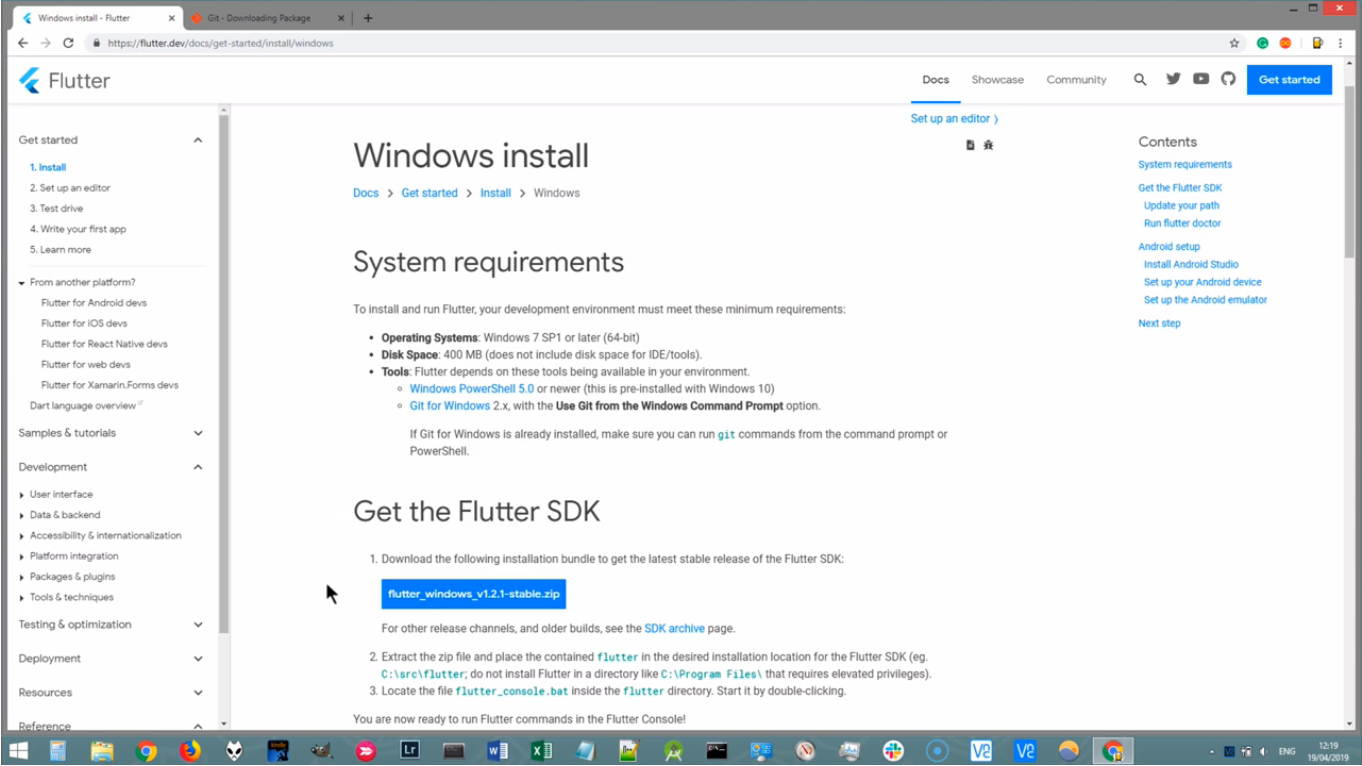 Windows install - Flutter
Git - Downloading Package
https://flutter.dev/docs/get-started/install/windows
Flutter
Docs
Showcase
Community
Get started
Get started
1. Install
2. Set up an editor
3. Test drive
4. Write your first app
5. Learn more
From another platform?
Flutter for Android devs
Flutter for iOS devs
Flutter for React Native devs
Flutter for web devs
Flutter for Xamarin.Forms devs
Dart language overview
Samples & tutorials
Development
User interface
Data & backend
Accessibility & internationalization
Platform integration
Packages & plugins
Tools & techniques
Testing & optimization
Deployment
Resources
Reference
Set up an editor
Windows install
Docs > Get started > Install > Windows
System requirements
To install and run Flutter, your development environment must meet these minimum requirements:
• Operating Systems: Windows 7 SP1 or later (64-bit)
• Disk Space: 400 MB (does not include disk space for IDE/tools).
• Tools: Flutter depends on these tools being available in your environment.
Windows PowerShell 5.0 or newer (this is pre-installed with Windows 10)
Git for Windows 2.x, with the Use Git from the Windows Command Prompt option.
If Git for Windows is already installed, make sure you can run git commands from the command prompt or
PowerShell.
Get the Flutter SDK
1. Download the following installation bundle to get the latest stable release of the Flutter SDK:
flutter_windows_v1.2.1-stable.zip
For other release channels, and older builds, see the SDK archive page.
2. Extract the zip file and place the contained flutter in the desired installation location for the Flutter SDK (eg.
C:\src\flutter; do not install Flutter in a directory like C:\Program Files\ that requires elevated privileges).
3. Locate the file flutter_console.bat inside the flutter directory. Start it by double-clicking.
You are now ready to run Flutter commands in the Flutter Console!
Contents
System requirements
Get the Flutter SDK
Update your path
Run flutter doctor
Android setup
Install Android Studio
Set up your Android device
Set up the Android emulator
Next step
kindle
Lr
ENG
12:19
19/04/2019